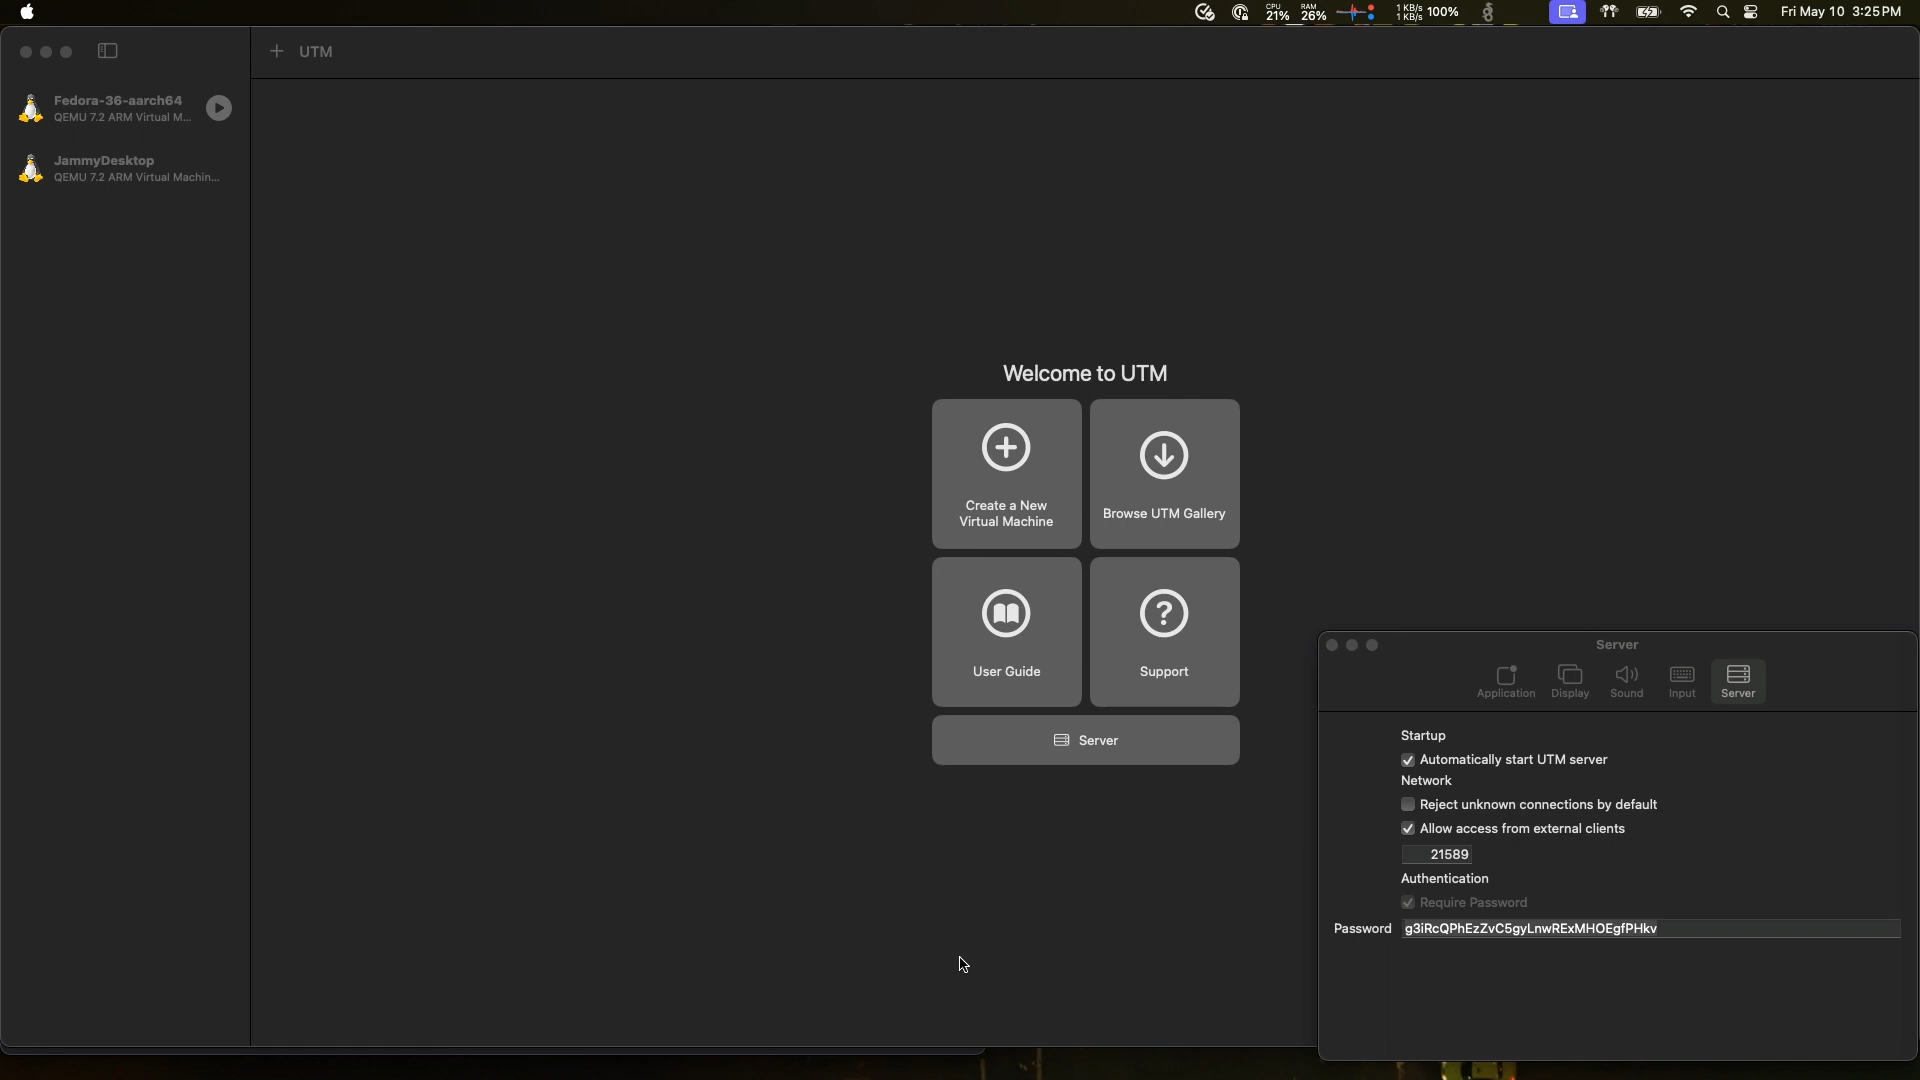 CPU
21%
RAM
26%
1 KB/s
1 KB/s
100%
Fri May 10 3:25 PM
UTM
Fedora-36-aarch64
QEMU 7.2 ARM Virtual M...
JammyDesktop
QEMU 7.2 ARM Virtual Machin...
Welcome to UTM
Create a New
Virtual Machine
Browse UTM Gallery
User Guide
Support
Server
Server
Application
Display
Sound
Input
Server
Startup
Automatically start UTM server
Network
Reject unknown connections by default
Allow access from external clients
21589
Authentication
Require Password
Password
g3iRcQPhEzZvC5gyLnwRExMHOEgfPHkv